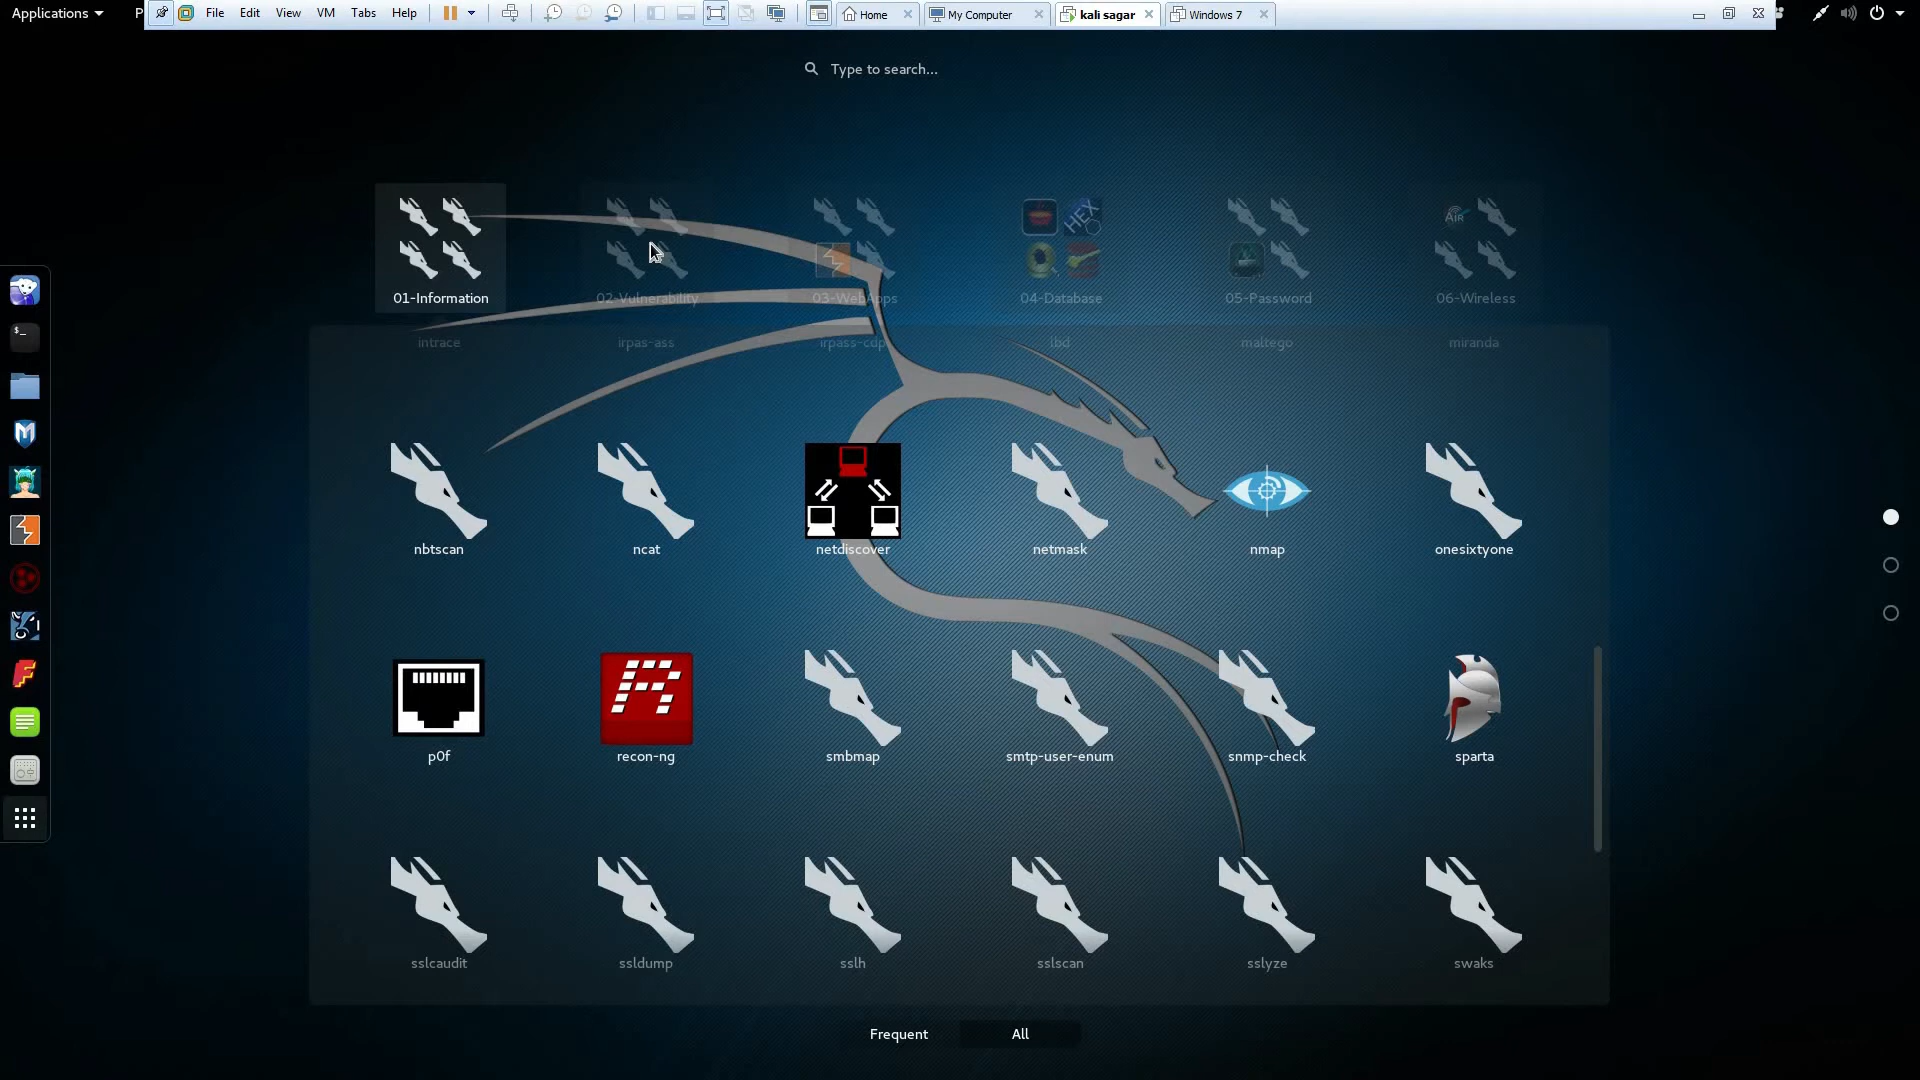 Applications
P
File Edit View VM Tabs Help
Home
My Computer
kali sagar
Windows 7
Type to search...
01-Information
02-Vulnerability
03-WebApps
04-Database
05-Password
06-Wireless
intrace
irpas-ass
irpass-cdp
lbd
maltego
miranda
nbtscan
ncat
netdiscover
netmask
nmap
onesixtyone
p0f
recon-ng
smbmap
smtp-user-enum
snmp-check
sparta
sslcaudit
ssldump
sslh
sslscan
sslyze
swaks
Frequent
All